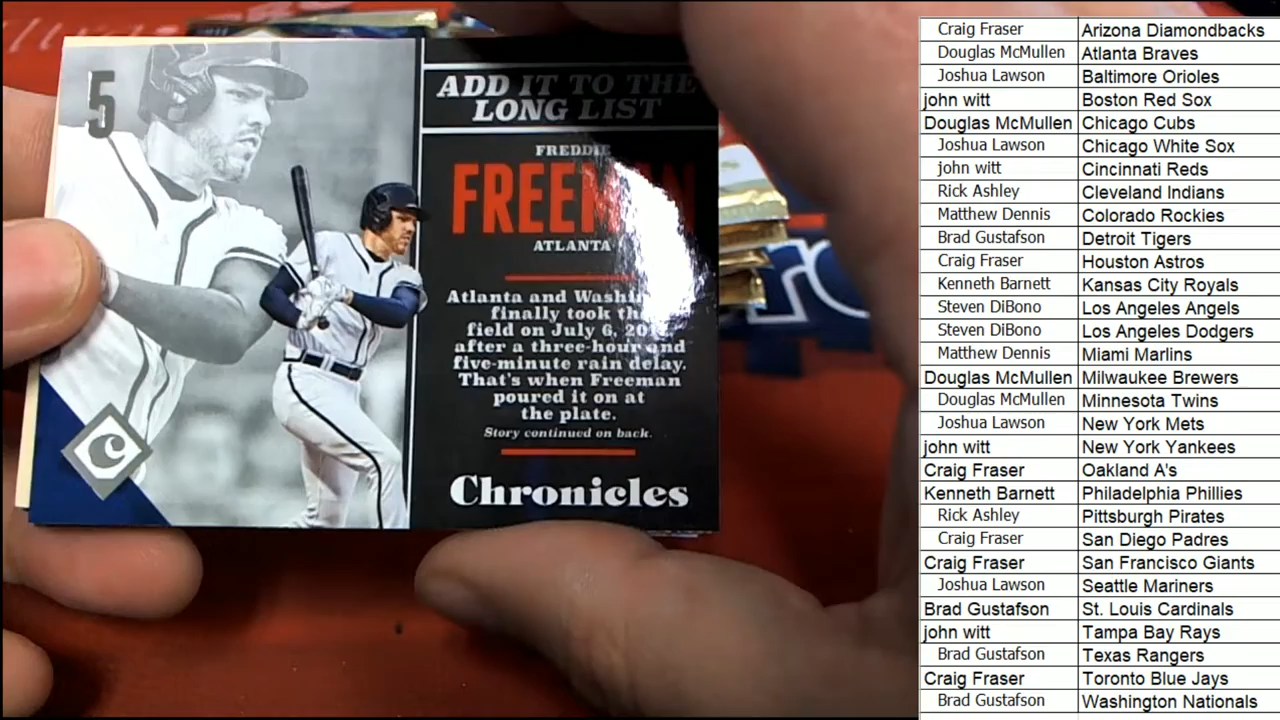 5
ADD IT TO THE
LONG LIST
FREDDIE
ATLANTA
Atlanta and
finally took
field on July 6,
after a three-hour and
five-minute rain delay.
That's when Freeman
poured it on at
the plate.
Story continued on back.
Chronicles
C
Craig Fraser Arizona Diamondbacks
Douglas McMullen Atlanta Braves
Joshua Lawson Baltimore Orioles
john witt Boston Red Sox
Douglas McMullen Chicago Cubs
Joshua Lawson Chicago White Sox
john witt Cincinnati Reds
Rick Ashley Cleveland Indians
Matthew Dennis Colorado Rockies
Brad Gustafson Detroit Tigers
Craig Fraser Houston Astros
Kenneth Barnett Kansas City Royals
Steven DiBono Los Angeles Angels
Steven DiBono Los Angeles Dodgers
Matthew Dennis Miami Marlins
Douglas McMullen Milwaukee Brewers
Douglas McMullen Minnesota Twins
Joshua Lawson New York Mets
john witt New York Yankees
Craig Fraser Oakland A's
Kenneth Barnett Philadelphia Phillies
Rick Ashley Pittsburgh Pirates
Craig Fraser San Diego Padres
Craig Fraser San Francisco Giants
Joshua Lawson Seattle Mariners
Brad Gustafson St. Louis Cardinals
john witt Tampa Bay Rays
Brad Gustafson Texas Rangers
Craig Fraser Toronto Blue Jays
Brad Gustafson Washington Nationals